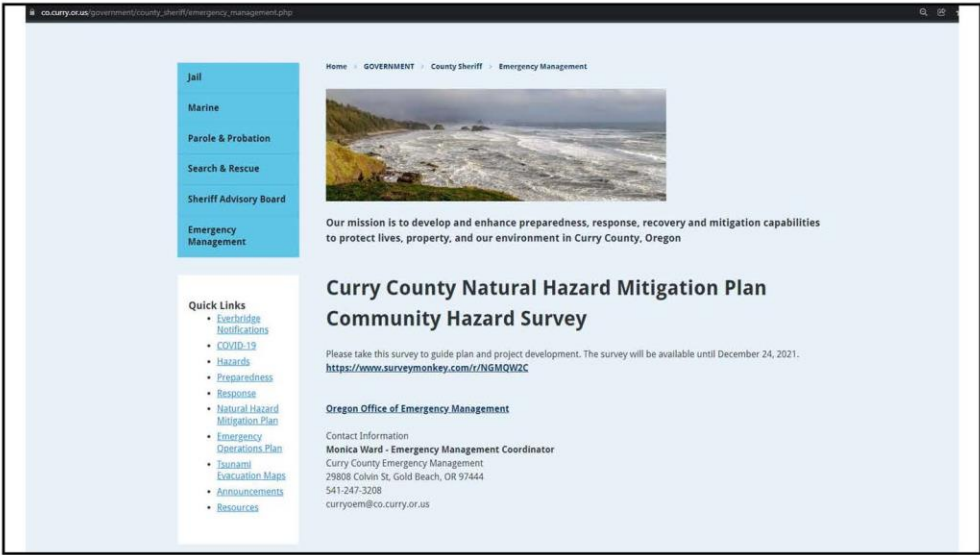 co.curry.or.us/government/county_sheriff/emergency_management.php
Jail
Marine
Parole & Probation
Search & Rescue
Sheriff Advisory Board
Emergency
Management
Quick Links
Everbridge
Notifications
COVID-19
Hazards
Preparedness
Response
Natural Hazard
Mitigation Plan
Emergency
Operations Plan
Tsunami
Evacuation Maps
Announcements
Resources
Home > GOVERNMENT > County Sheriff > Emergency Management
Our mission is to develop and enhance preparedness, response, recovery and mitigation capabilities
to protect lives, property, and our environment in Curry County, Oregon
Curry County Natural Hazard Mitigation Plan
Community Hazard Survey
Please take this survey to guide plan and project development. The survey will be available until December 24, 2021.
https://www.surveymonkey.com/r/NGMQW2C
Oregon Office of Emergency Management
Contact Information
Monica Ward - Emergency Management Coordinator
Curry County Emergency Management
29808 Colvin St, Gold Beach, OR 97444
541-247-3208
curryoem@co.curry.or.us